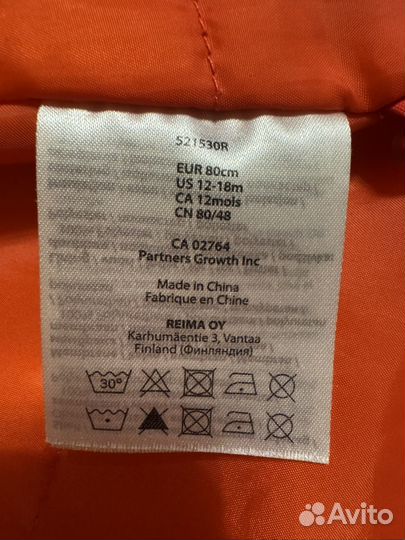 521530R
EUR 80cm
US 12-18m
CA 12mois
CN 80/48
CA 02764
Partners Growth Inc
Made in China
Fabrique en Chine
REIMA OY
Karhumäentie 3, Vantaa
Finland (Финляндия)
30°
Avito